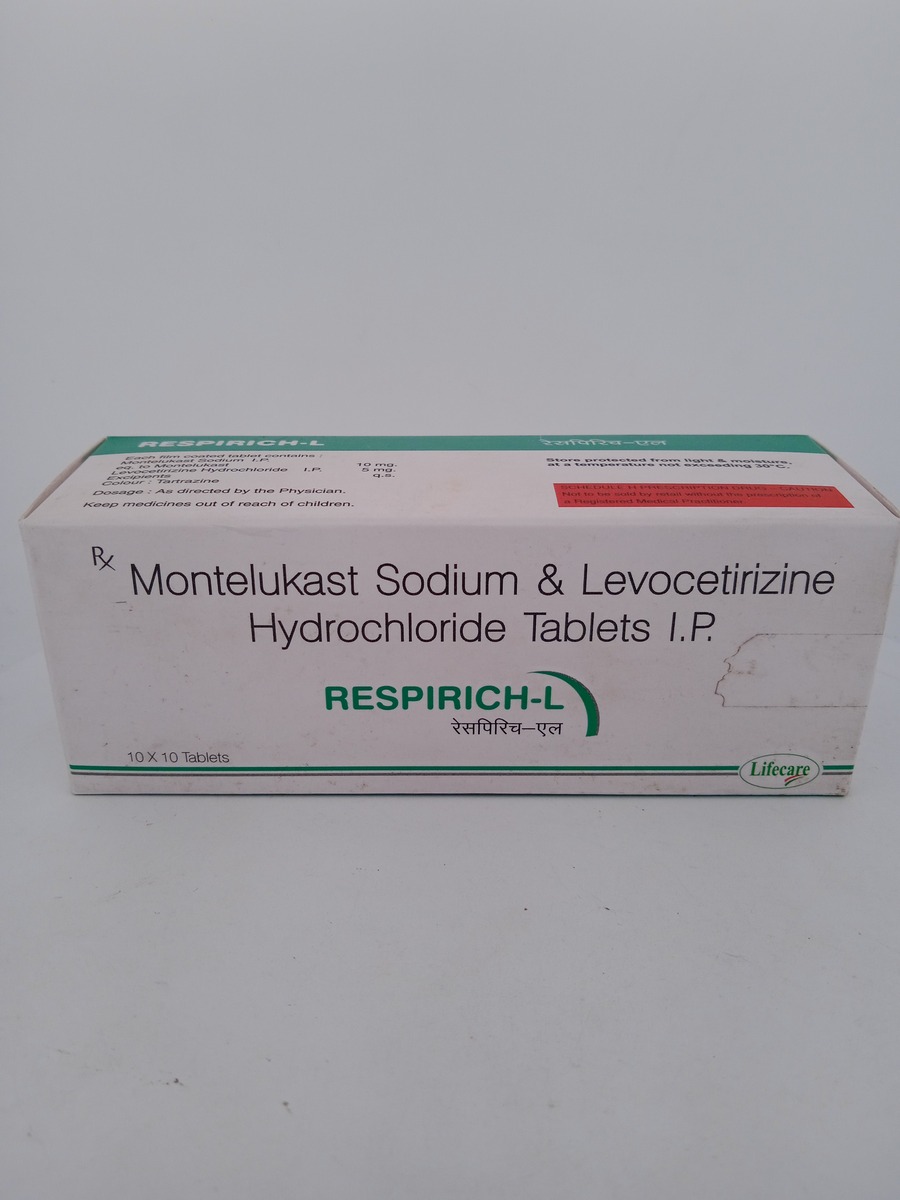 RESPIRICH-L
रेसपिरिच–एल
Each film coated tablet contains :
Montelukast Sodium I.P.
eq. to Montelukast 10 mg.
Levocetirizine Hydrochloride I.P. 5 mg.
Excipients q.s.
Colour : Tartrazine
Dosage : As directed by the Physician.
Keep medicines out of reach of children.
Store protected from light & moisture,
at a temperature not exceeding 30°C.
SCHEDULE H PRESCRIPTION DRUG - CAUTION
Not to be sold by retail without the prescription of
a Registered Medical Practitioner.
Rx
Montelukast Sodium & Levocetirizine
Hydrochloride Tablets I.P.
RESPIRICH-L
रेसपिरिच–एल
10 X 10 Tablets
Lifecare